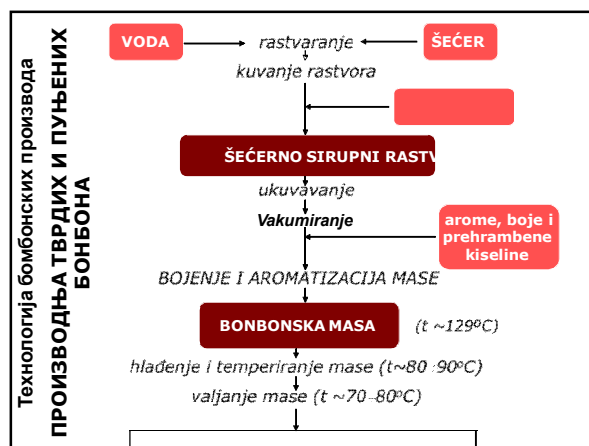 Технологија бомбонских производа
ПРОИЗВОДЊА ТВРДИХ И ПУЊЕНИХ
БОНБОНА
VODA
rastvaranje
ŠEĆER
kuvanje rastvora
ŠEĆERNO SIRUPNI RASTV
ukuvavanje
Vakumiranje
arome, boje i
prehrambene
kiseline
BOJENJE I AROMATIZACIJA MASE
BONBONSKA MASA
(t ~129ºC)
hlađenje i temperiranje mase (t~80–90ºC)
valjanje mase (t ~70–80ºC)